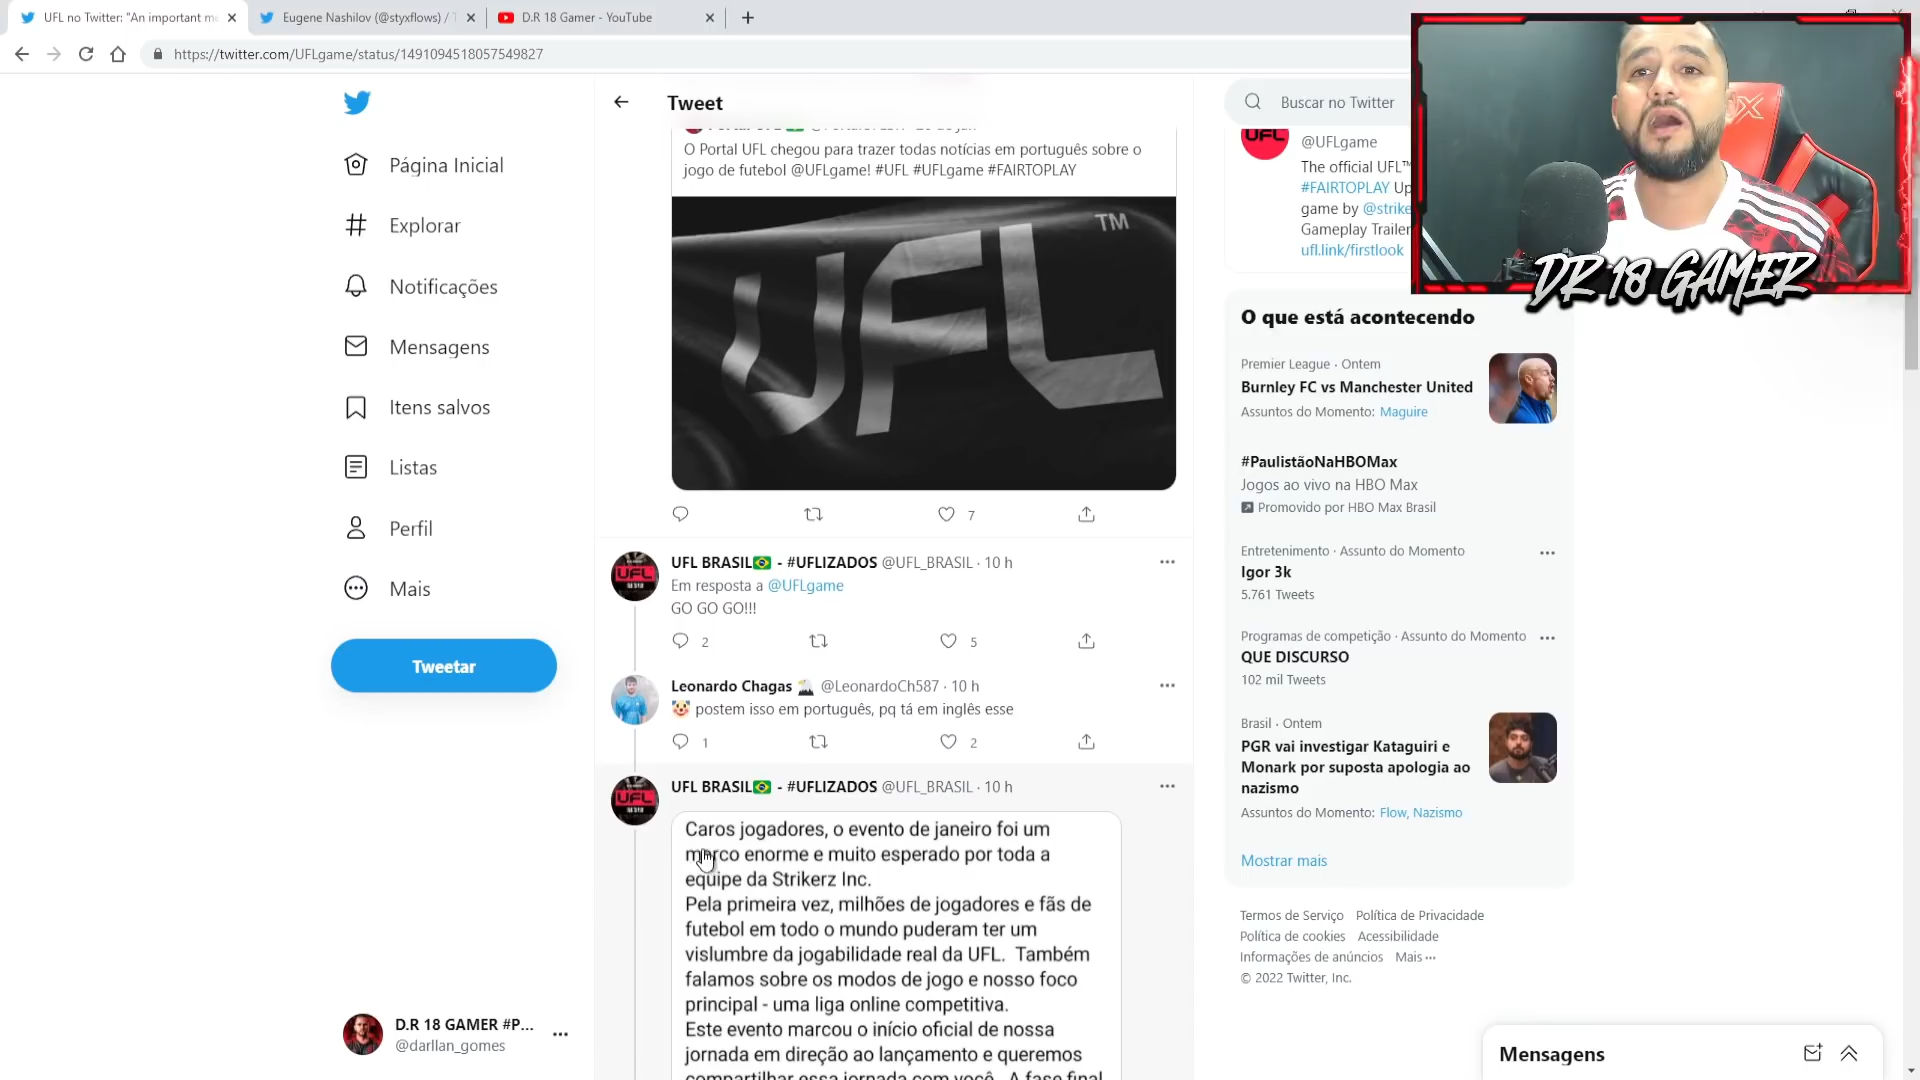 UFL no Twitter: "An important m
Eugene Nashilov (@styxflows) / T
D.R 18 Gamer - YouTube
https://twitter.com/UFLgame/status/1491094518057549827
Página Inicial
Explorar
Notificações
Mensagens
Itens salvos
Listas
Perfil
Mais
Tweetar
D.R 18 GAMER #P...
@darllan_gomes
Tweet
O Portal UFL chegou para trazer todas notícias em português sobre o
jogo de futebol @UFLgame! #UFL #UFLgame #FAIRTOPLAY
UFL TM
7
UFL BRASIL - #UFLIZADOS @UFL_BRASIL · 10 h
Em resposta a @UFLgame
GO GO GO!!!
2 5
Leonardo Chagas @LeonardoCh587 · 10 h
postem isso em português, pq tá em inglês esse
1 2
UFL BRASIL - #UFLIZADOS @UFL_BRASIL · 10 h
Caros jogadores, o evento de janeiro foi um
marco enorme e muito esperado por toda a
equipe da Strikerz Inc.
Pela primeira vez, milhões de jogadores e fãs de
futebol em todo o mundo puderam ter um
vislumbre da jogabilidade real da UFL. Também
falamos sobre os modos de jogo e nosso foco
principal - uma liga online competitiva.
Este evento marcou o início oficial de nossa
jornada em direção ao lançamento e queremos
compartilhar essa jornada com você. A fase final
Buscar no Twitter
UFL
@UFLgame
The official UFL™
#FAIRTOPLAY Up
game by @strike
Gameplay Trailer
ufl.link/firstlook
DR 18 GAMER
O que está acontecendo
Premier League · Ontem
Burnley FC vs Manchester United
Assuntos do Momento: Maguire
#PaulistãoNaHBOMax
Jogos ao vivo na HBO Max
Promovido por HBO Max Brasil
Entretenimento · Assunto do Momento
Igor 3k
5.761 Tweets
Programas de competição · Assunto do Momento
QUE DISCURSO
102 mil Tweets
Brasil · Ontem
PGR vai investigar Kataguiri e
Monark por suposta apologia ao
nazismo
Assuntos do Momento: Flow, Nazismo
Mostrar mais
Termos de Serviço Política de Privacidade
Política de cookies Acessibilidade
Informações de anúncios Mais ···
© 2022 Twitter, Inc.
Mensagens